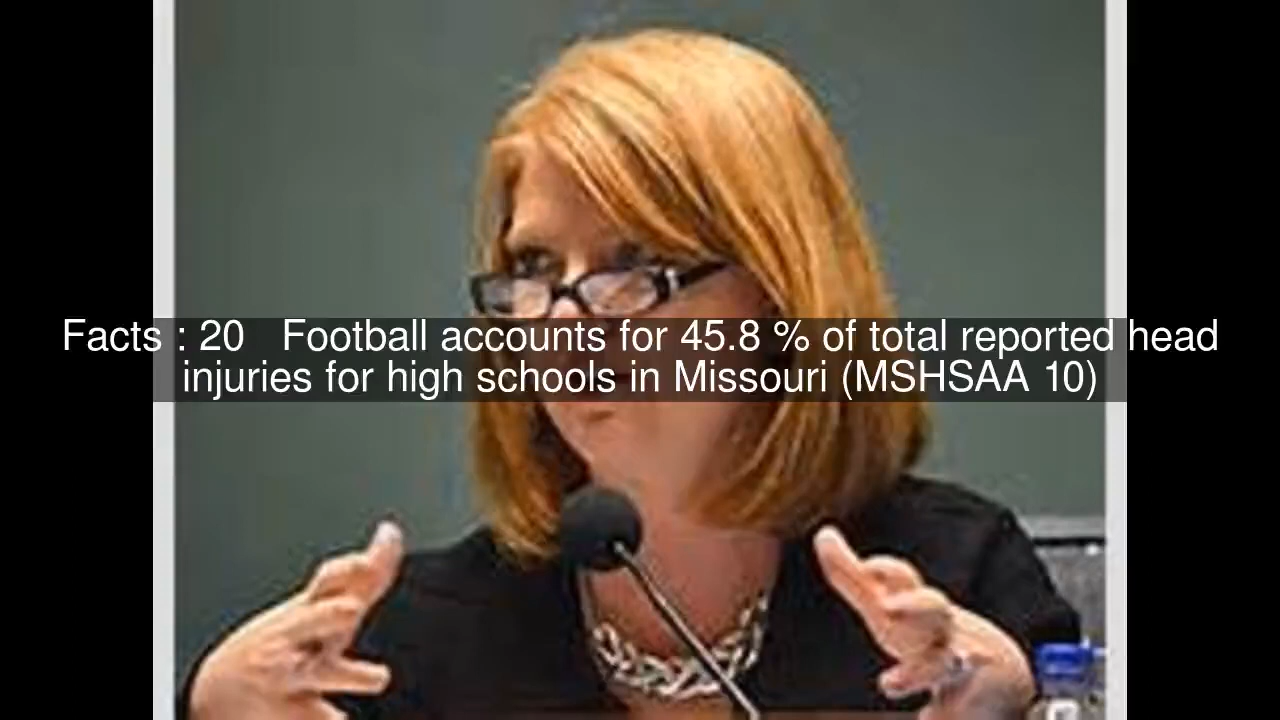 Facts : 20 Football accounts for 45.8 % of total reported head
injuries for high schools in Missouri (MSHSAA 10)